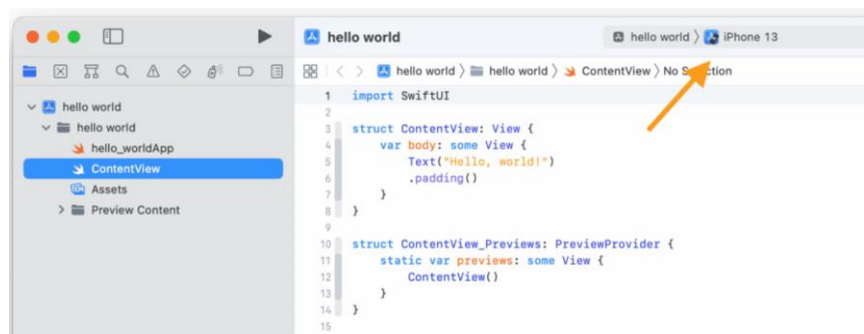 hello world
hello world 〉 iPhone 13
hello world 〉 hello world 〉 ContentView 〉 No Selection
hello world
hello world
hello_worldApp
ContentView
Assets
Preview Content
1 import SwiftUI
2
3 struct ContentView: View {
4 var body: some View {
5 Text("Hello, world!")
6 .padding()
7 }
8 }
9
10 struct ContentView_Previews: PreviewProvider {
11 static var previews: some View {
12 ContentView()
13 }
14 }
15